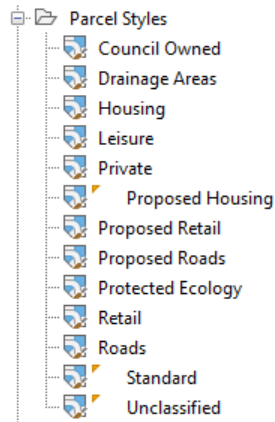 Parcel Styles
Council Owned
Drainage Areas
Housing
Leisure
Private
Proposed Housing
Proposed Retail
Proposed Roads
Protected Ecology
Retail
Roads
Standard
Unclassified